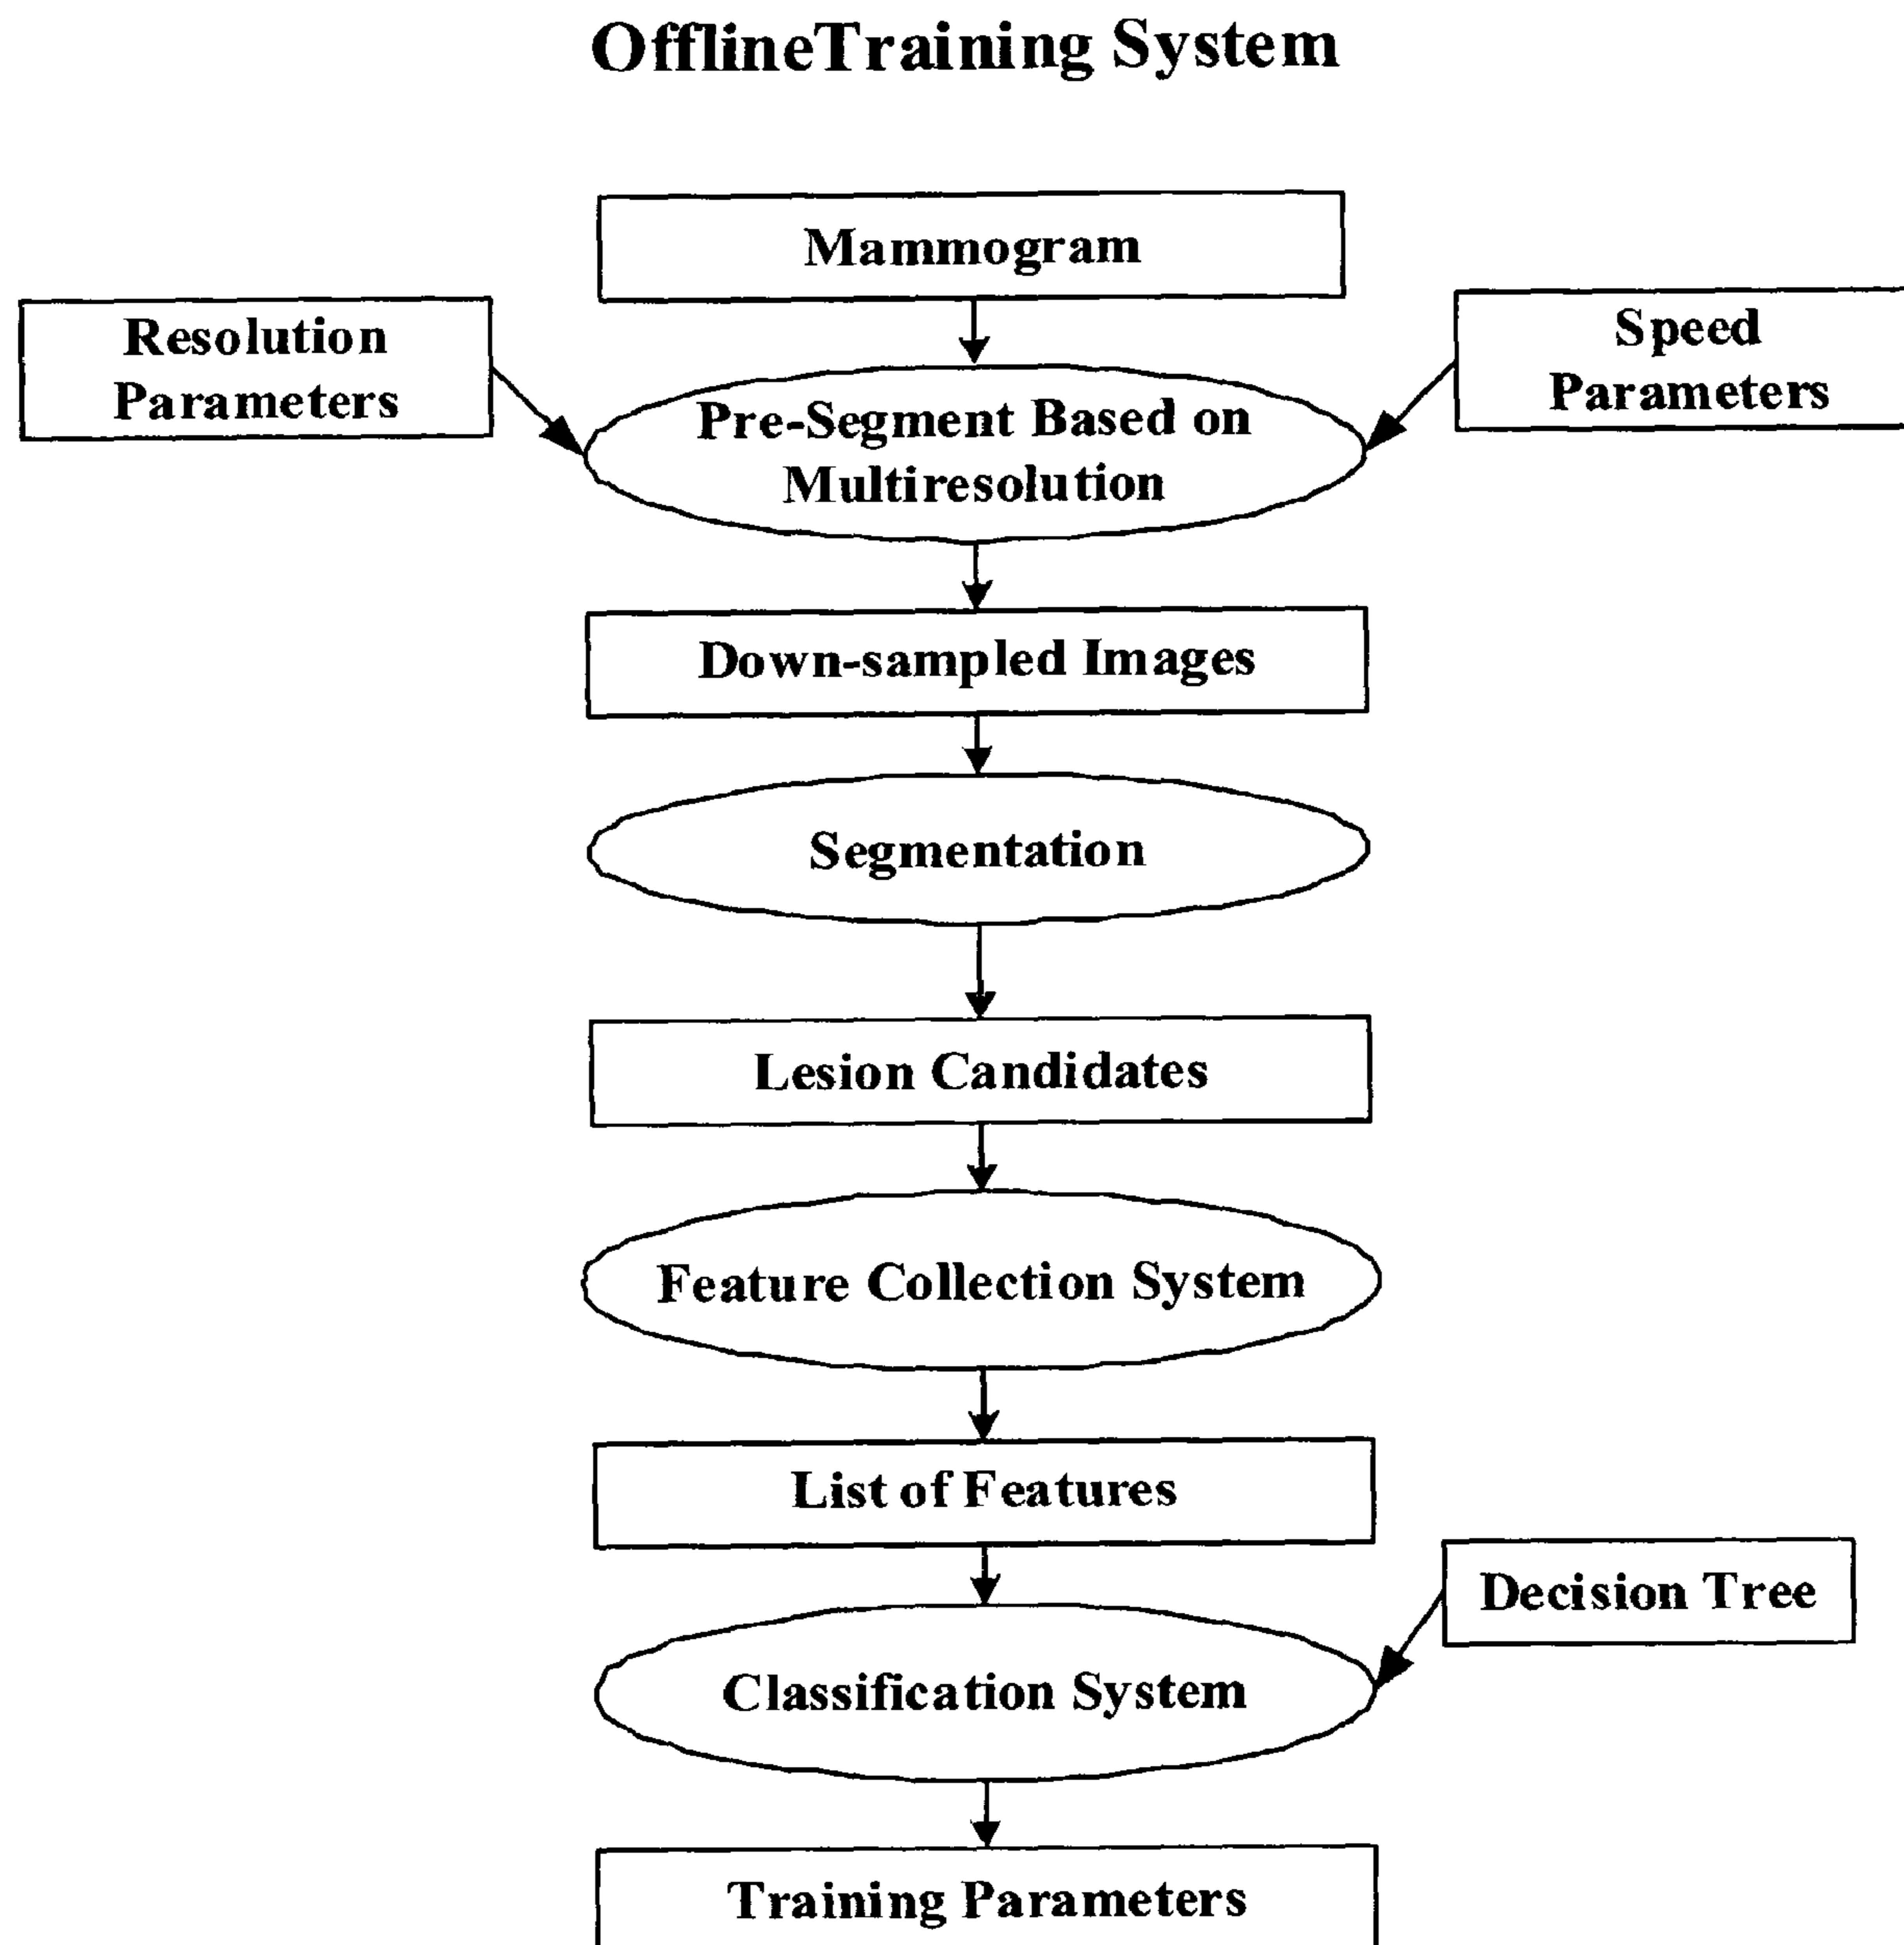 OfflineTraining System
Mammogram
Resolution
Parameters
Speed
Parameters
Pre-Segment Based on
Multiresolution
Down-sampled Images
Segmentation
Lesion Candidates
Feature Collection System
List of Features
Decision Tree
Classification System
Training Parameters